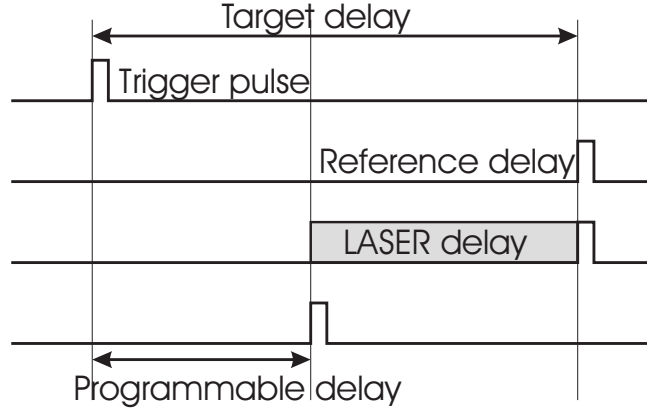 Target delay
Trigger pulse
Reference delay
LASER delay
Programmable delay